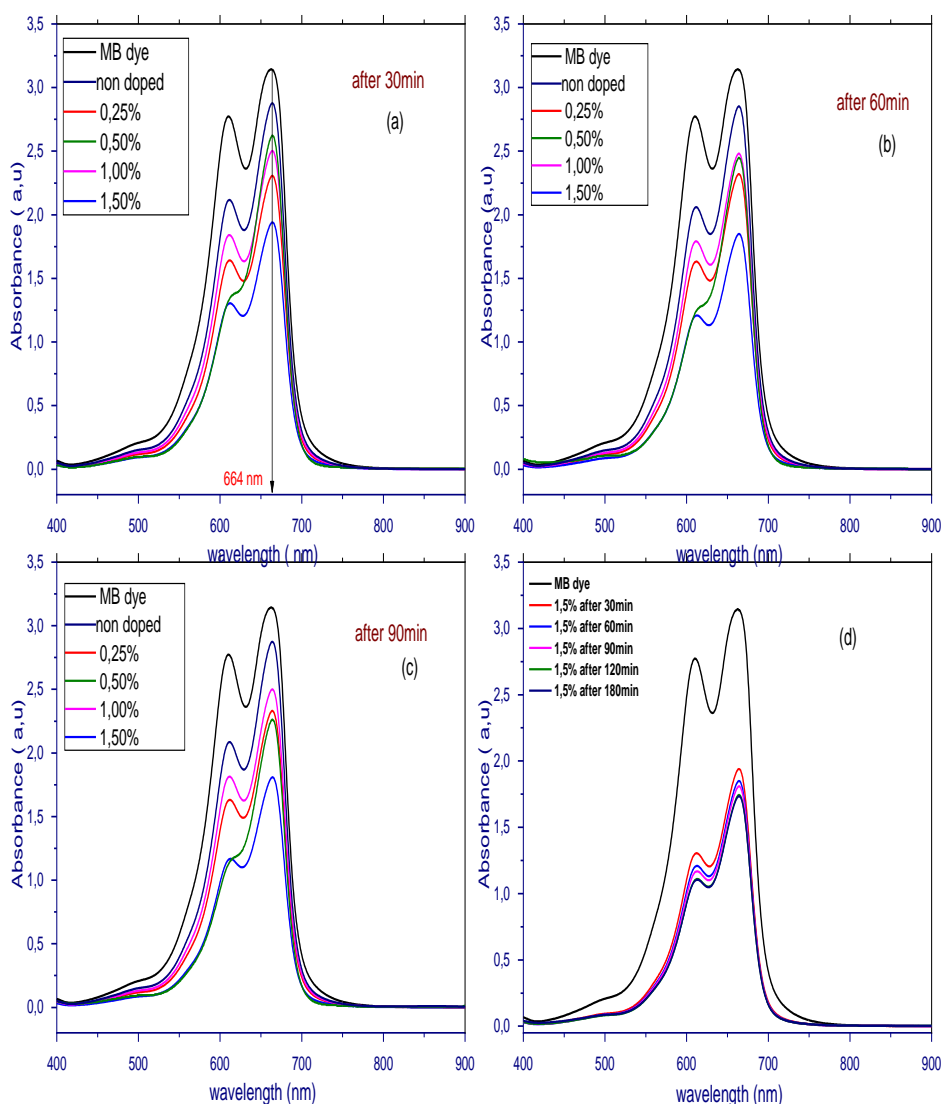 3,5
3,0
2,5
2,0
1,5
1,0
0,5
0,0
Absorbance ( a,u)
MB dye
non doped
0,25%
0,50%
1,00%
1,50%
after 30min
(a)
664 nm
400 500 600 700 800 900
wavelength ( nm)
3,5
3,0
2,5
2,0
1,5
1,0
0,5
0,0
Absorbance (a,u)
MB dye
non doped
0,25%
0,50%
1,00%
1,50%
after 60min
(b)
400 500 600 700 800 900
wavelength (nm)
3,5
3,0
2,5
2,0
1,5
1,0
0,5
0,0
Absorbance ( a,u)
MB dye
non doped
0,25%
0,50%
1,00%
1,50%
after 90min
(c)
400 500 600 700 800 900
wavelength (nm)
3,5
3,0
2,5
2,0
1,5
1,0
0,5
0,0
Absorbance ( a,u)
MB dye
1,5% after 30min
1,5% after 60min
1,5% after 90min
1,5% after 120min
1,5% after 180min
(d)
400 500 600 700 800 900
wavelength (nm)